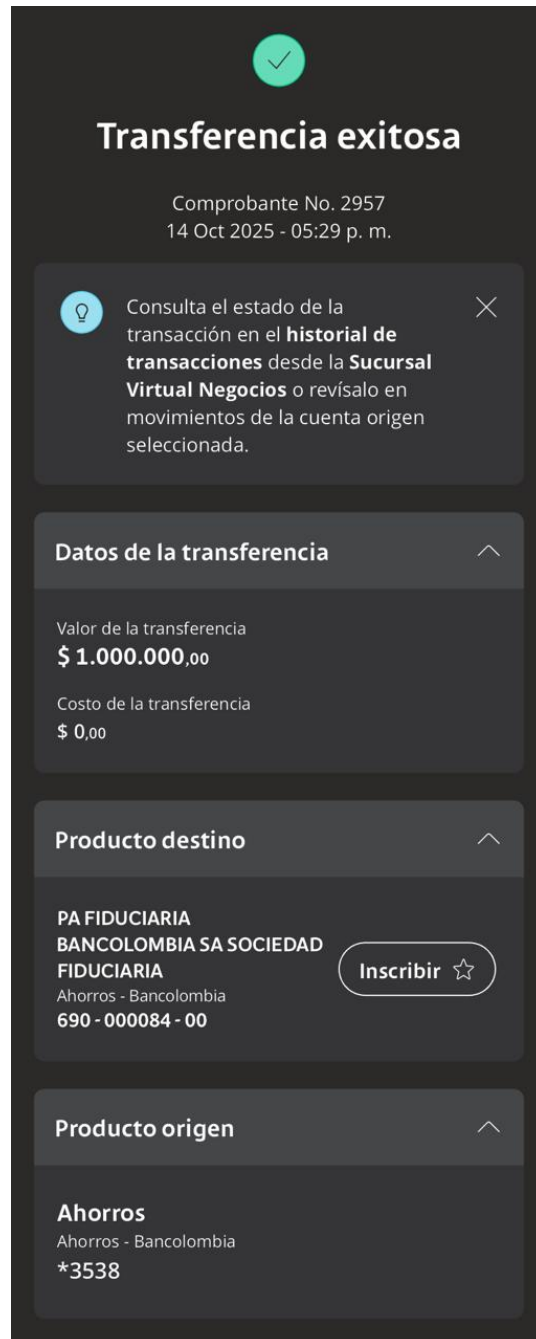 Transferencia exitosa
Comprobante No. 2957
14 Oct 2025 - 05:29 p. m.
Consulta el estado de la
transacción en el historial de
transacciones desde la Sucursal
Virtual Negocios o revísalo en
movimientos de la cuenta origen
seleccionada.
Datos de la transferencia
Valor de la transferencia
$ 1.000.000,00
Costo de la transferencia
$ 0,00
Producto destino
PA FIDUCIARIA
BANCOLOMBIA SA SOCIEDAD
FIDUCIARIA
Ahorros - Bancolombia
690 - 000084 - 00
Inscribir
Producto origen
Ahorros
Ahorros - Bancolombia
*3538